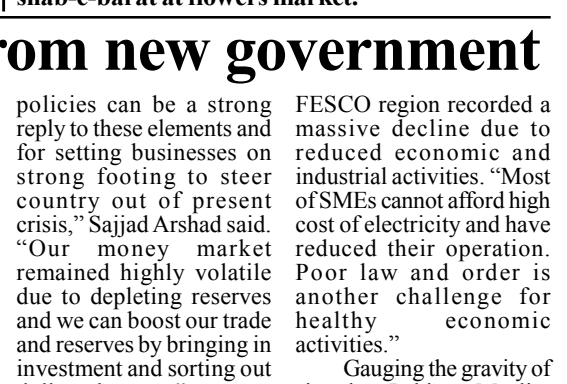 shab-e-barat at flowers market.
om new government
policies can be a strong
reply to these elements and
for setting businesses on
strong footing to steer
country out of present
crisis,” Sajjad Arshad said.
“Our money market
remained highly volatile
due to depleting reserves
and we can boost our trade
and reserves by bringing in
investment and sorting out
FESCO region recorded a
massive decline due to
reduced economic and
industrial activities. “Most
of SMEs cannot afford high
cost of electricity and have
reduced their operation.
Poor law and order is
another challenge for
healthy economic
activities.”
Gauging the gravity of